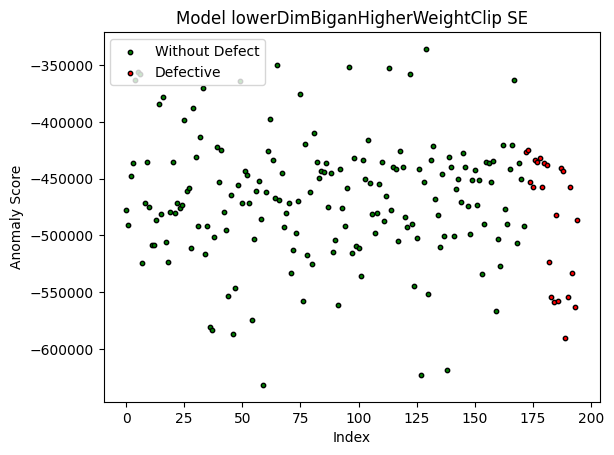 Model lowerDimBiganHigherWeightClip SE
Without Defect
Defective
−350000
−400000
−450000
−500000
−550000
−600000
Anomaly Score
0 25 50 75 100 125 150 175 200
Index